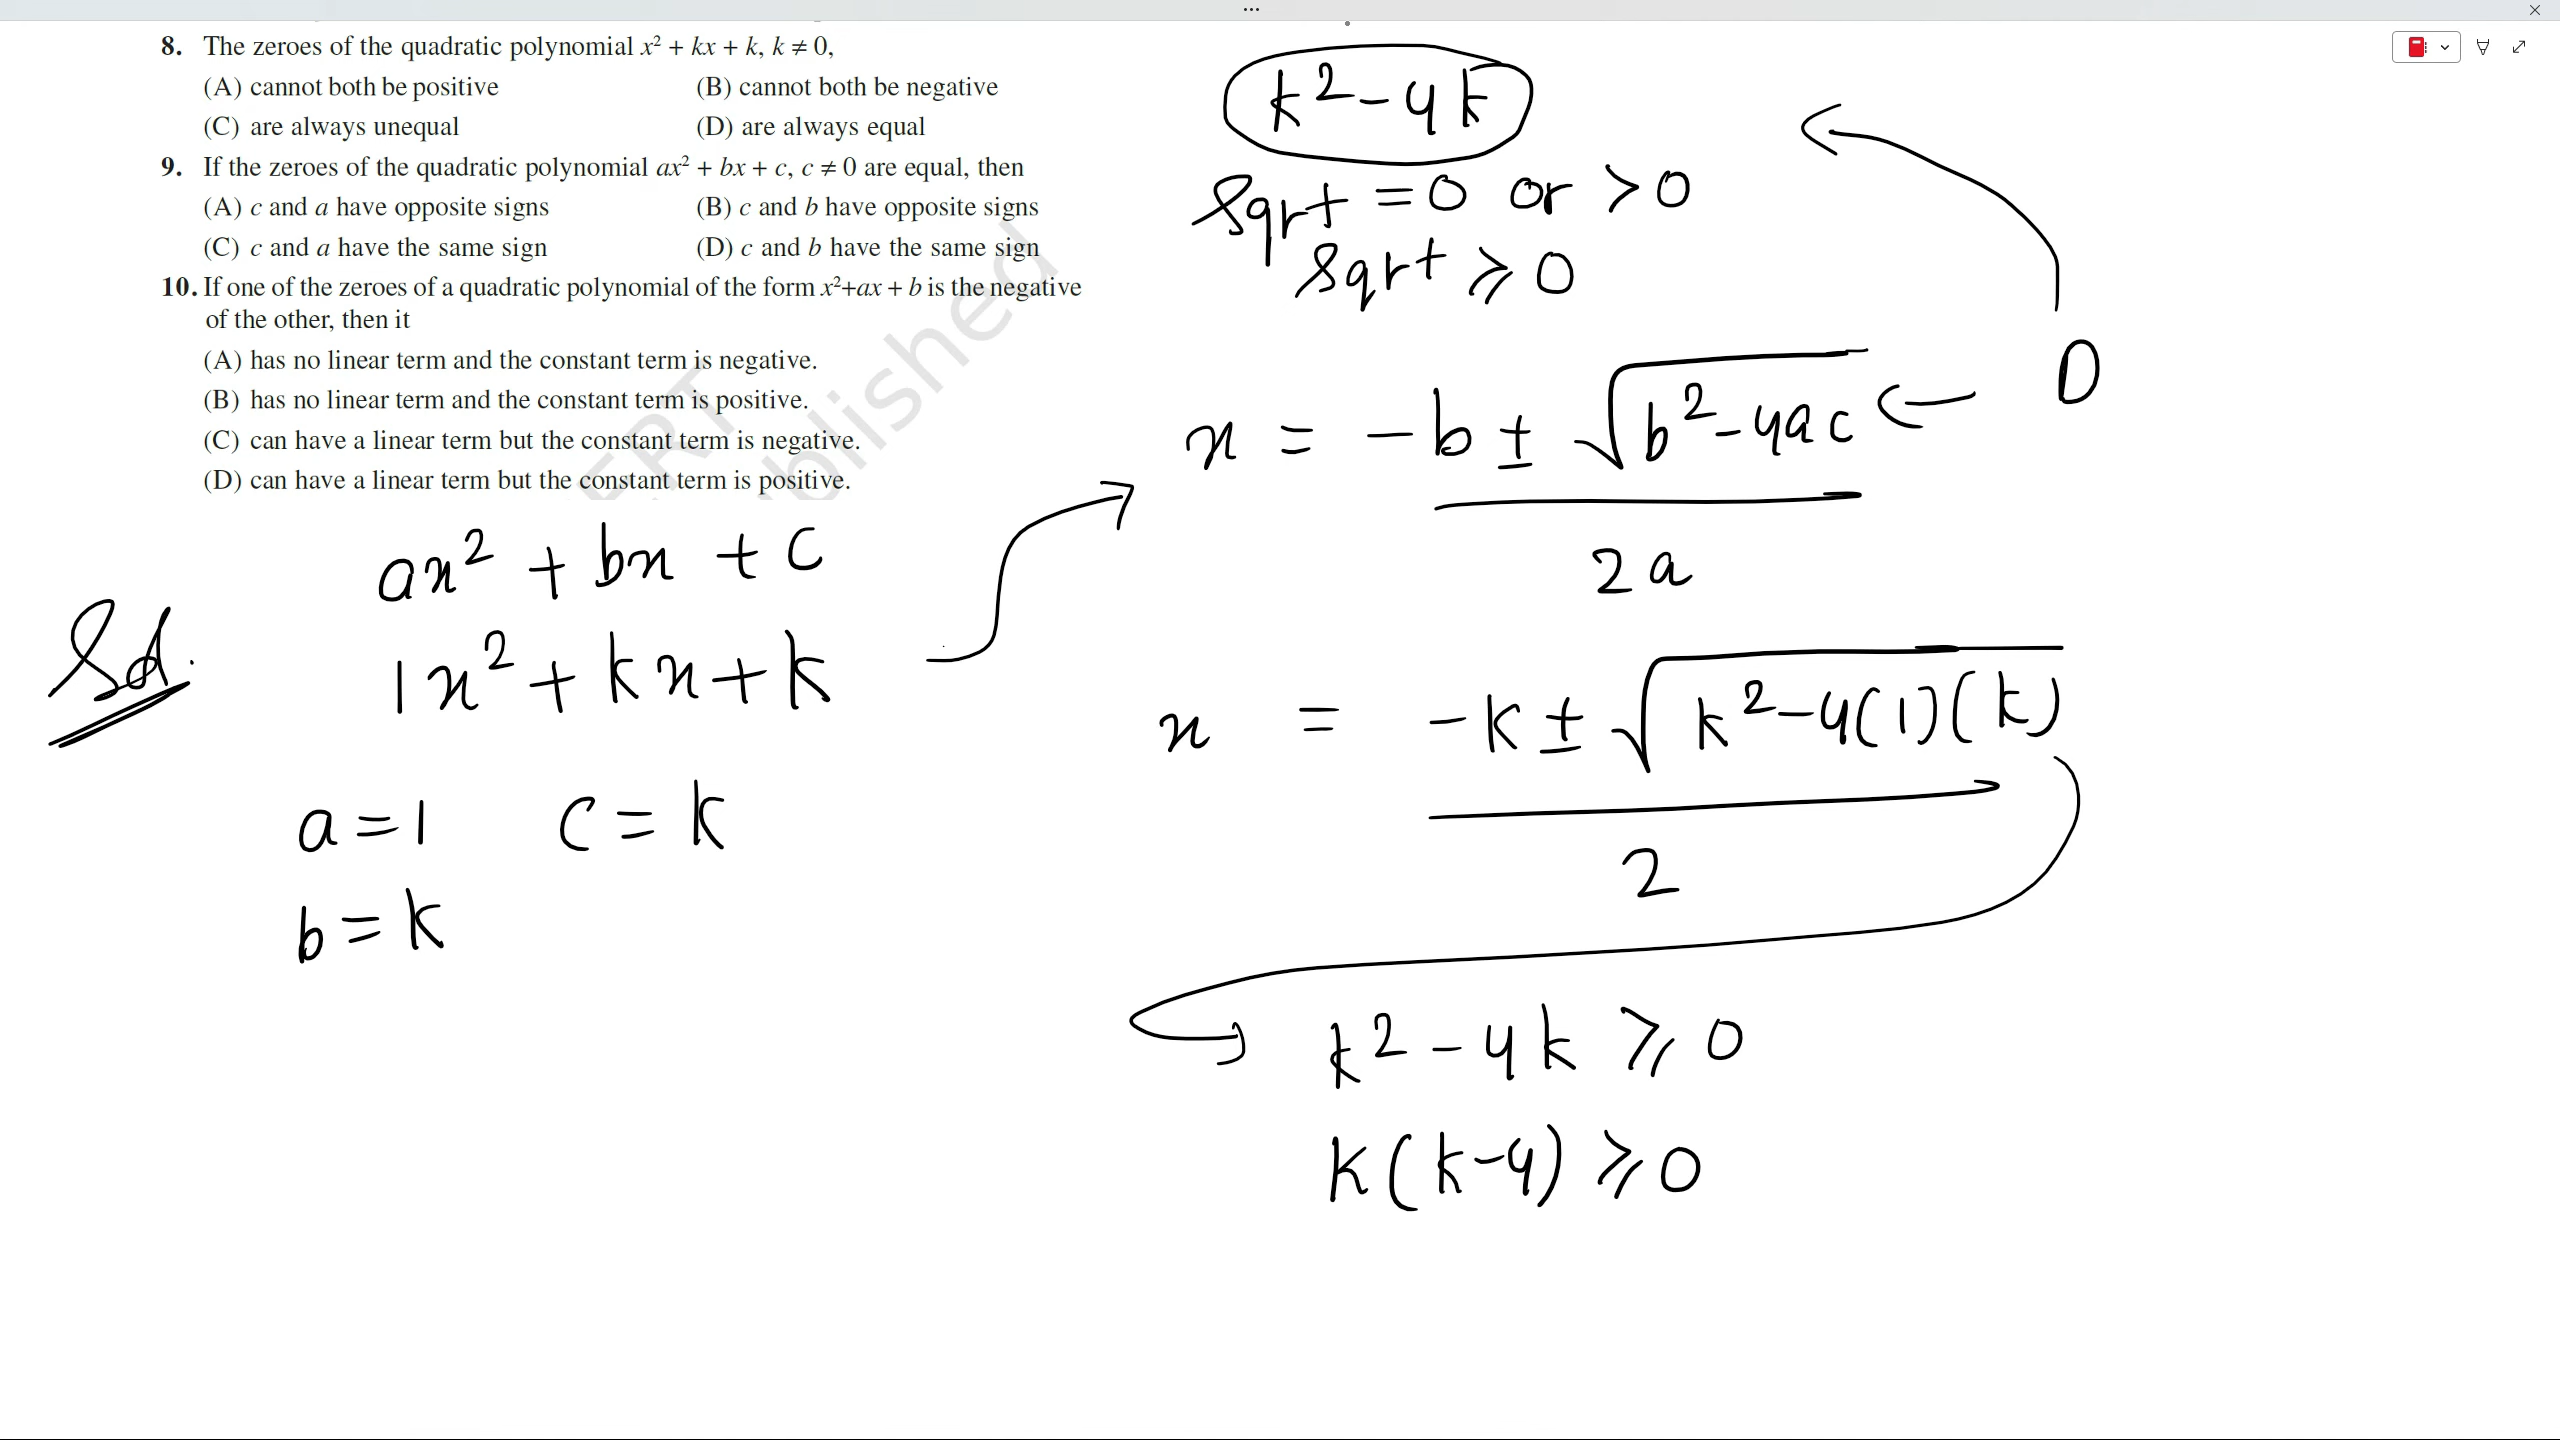 8. The zeroes of the quadratic polynomial x² + kx + k, k ≠ 0,
(A) cannot both be positive (B) cannot both be negative
(C) are always unequal (D) are always equal
9. If the zeroes of the quadratic polynomial ax² + bx + c, c ≠ 0 are equal, then
(A) c and a have opposite signs (B) c and b have opposite signs
(C) c and a have the same sign (D) c and b have the same sign
10. If one of the zeroes of a quadratic polynomial of the form x²+ax + b is the negative
of the other, then it
(A) has no linear term and the constant term is negative.
(B) has no linear term and the constant term is positive.
(C) can have a linear term but the constant term is negative.
(D) can have a linear term but the constant term is positive.
ERT
blished
Sol.
ax² + bx + c
1x² + kx + k
a = 1 c = k
b = k
k² - 4k
Sqrt = 0 or > 0
Sqrt ⩾ 0
D
x = -b ± √b² - 4ac
2a
x = -k ± √k² - 4(1)(k)
2
k² - 4k ⩾ 0
k(k-4) ⩾ 0